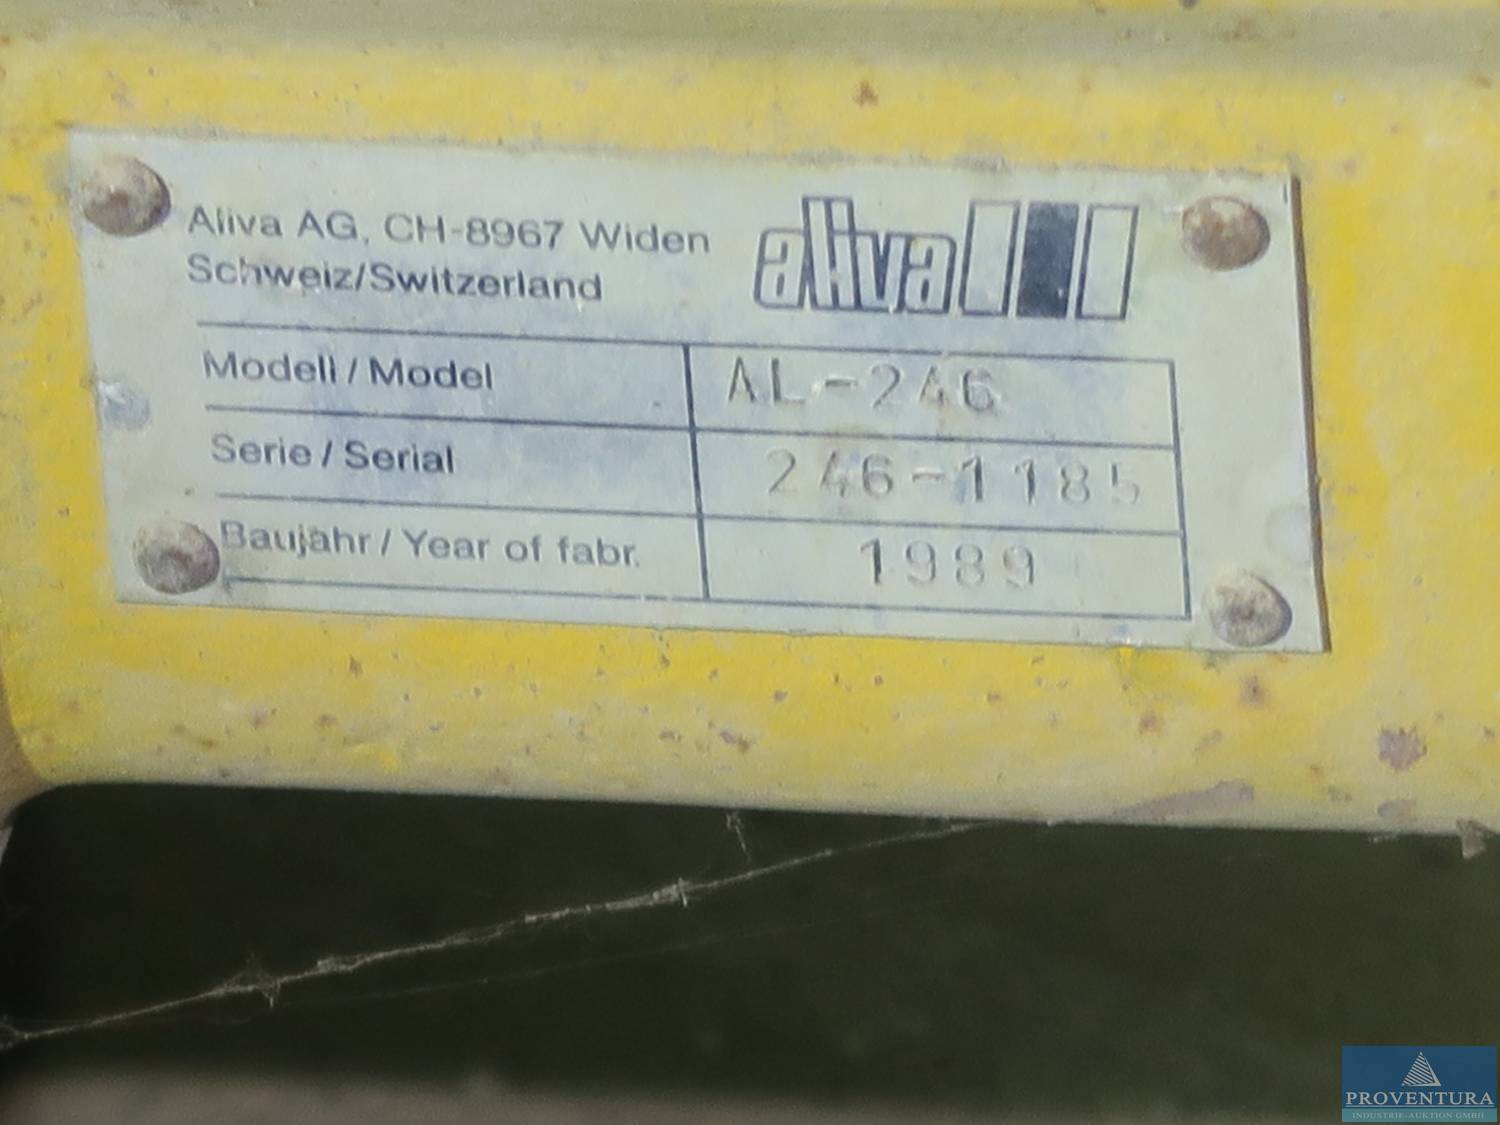 Aliva AG, CH-8967 Widen
Schweiz/Switzerland
aliva
Modell / Model AL-246
Serie / Serial 246-1185
Baujahr / Year of fabr. 1989
PROVENTURA
INDUSTRIE-AUKTION GMBH